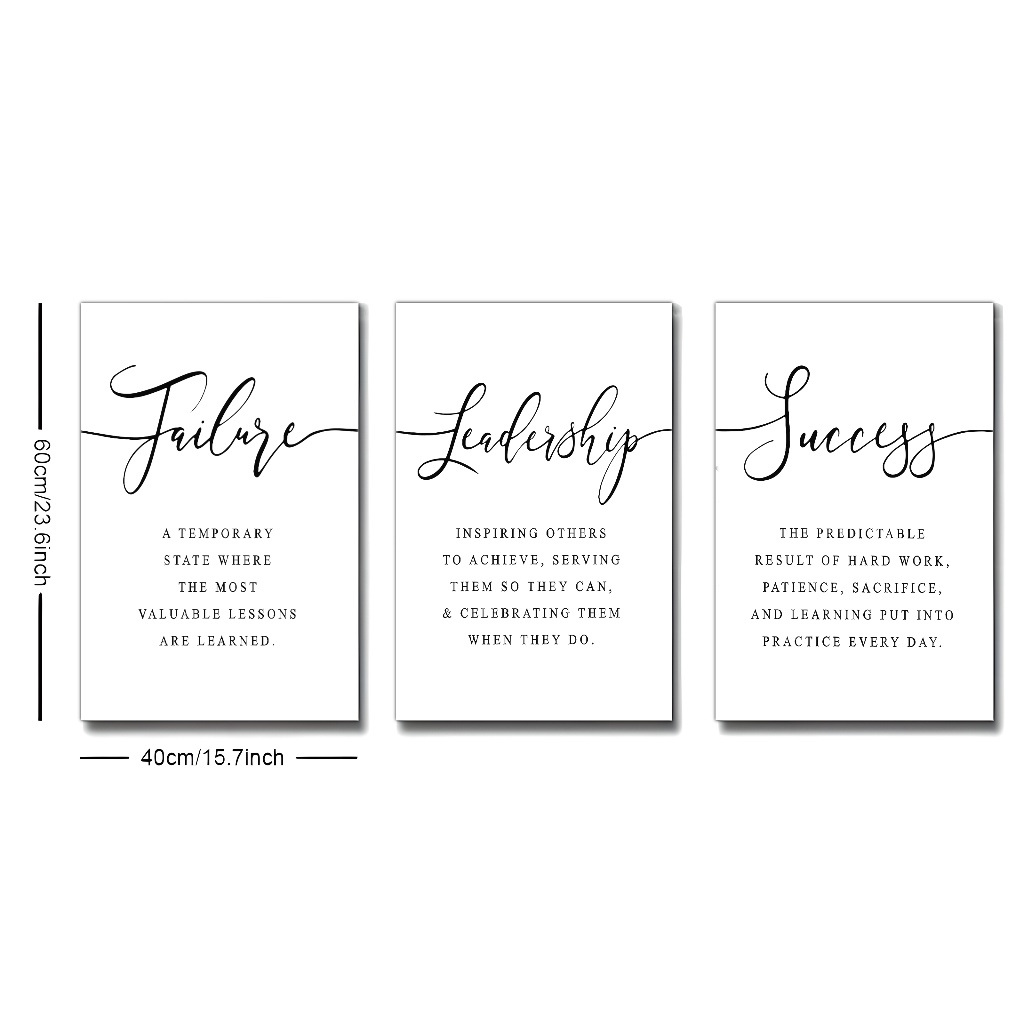 Failure
A TEMPORARY
STATE WHERE
THE MOST
VALUABLE LESSONS
ARE LEARNED.
Leadership
INSPIRING OTHERS
TO ACHIEVE, SERVING
THEM SO THEY CAN,
& CELEBRATING THEM
WHEN THEY DO.
Success
THE PREDICTABLE
RESULT OF HARD WORK,
PATIENCE, SACRIFICE,
AND LEARNING PUT INTO
PRACTICE EVERY DAY.
60cm/23.6inch
40cm/15.7inch